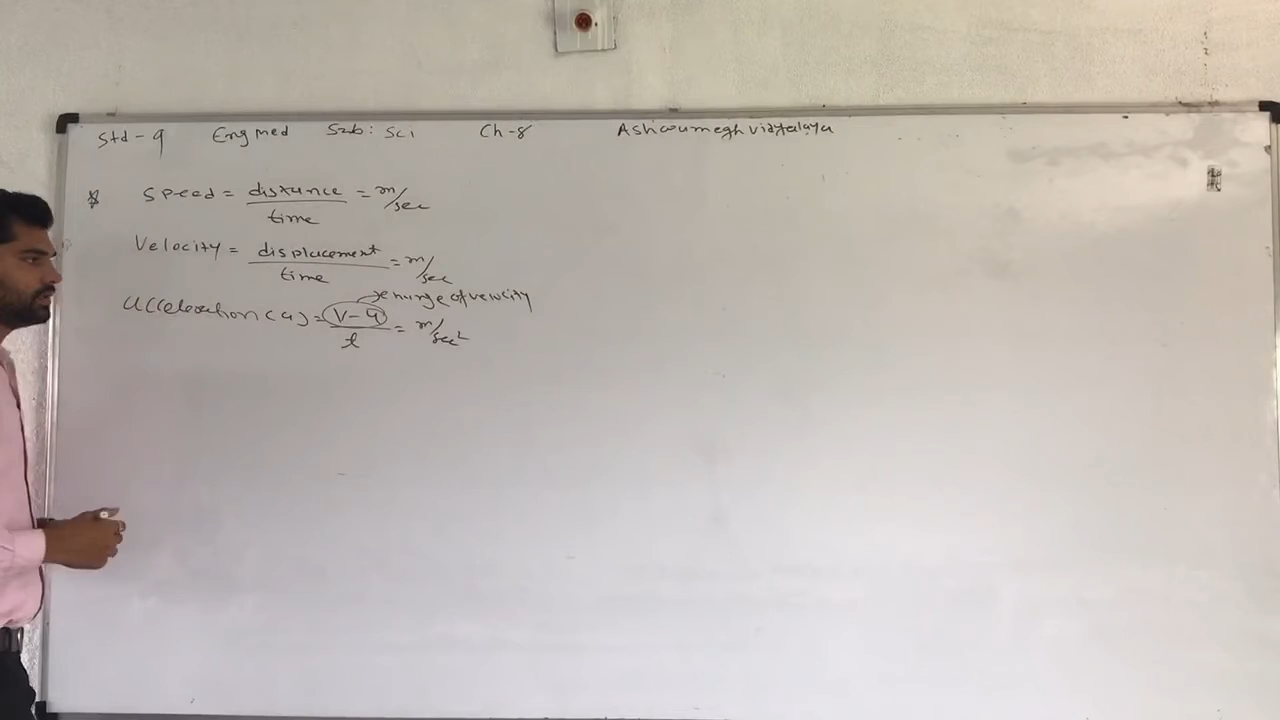 Std - 9 Eng med Sub: Sci Ch-8 Ashwamegh vidyalaya
Speed = distance / time = m/sec
Velocity = displacement / time = m/sec
change of velocity
acceleration (a) = v-u / t = m/sec²